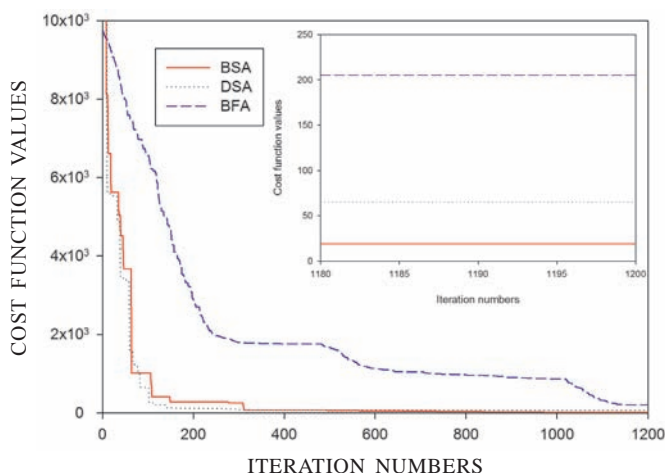 COST FUNCTION VALUES
10x10³
8x10³
6x10³
4x10³
2x10³
0
0 200 400 600 800 1000 1200
ITERATION NUMBERS
BSA
DSA
BFA
Cost function values
250
200
150
100
50
0
1180 1185 1190 1195 1200
Iteration numbers